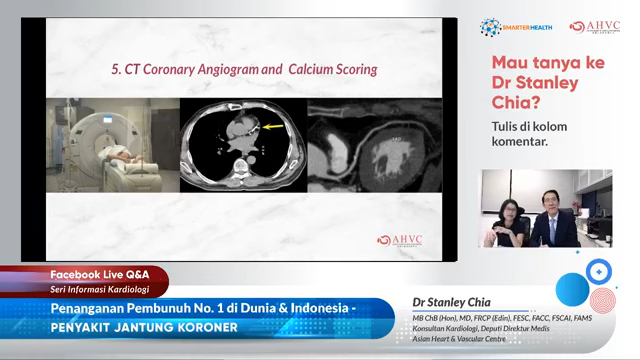 SMARTERHEALTH
AHVC
Mau tanya ke
Dr Stanley
Chia?
Tulis di kolom
komentar.
5. CT Coronary Angiogram and Calcium Scoring
AHVC
Facebook Live Q&A
Seri Informasi Kardiologi
Penanganan Pembunuh No. 1 di Dunia & Indonesia -
PENYAKIT JANTUNG KORONER
Dr Stanley Chia
MB ChB (Hon), MD, FRCP (Edin), FESC, FACC, FSCAI, FAMS
Konsultan Kardiologi, Deputi Direktur Medis
Asian Heart & Vascular Centre